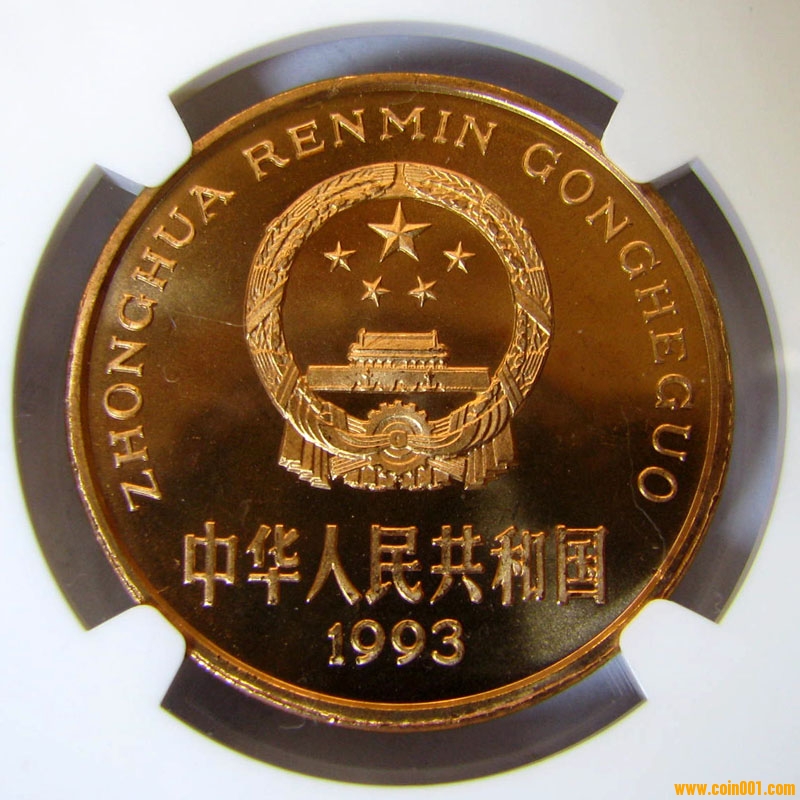 ZHONGHUA RENMIN GONGHEGUO
中华人民共和国
1993
www.coin001.com